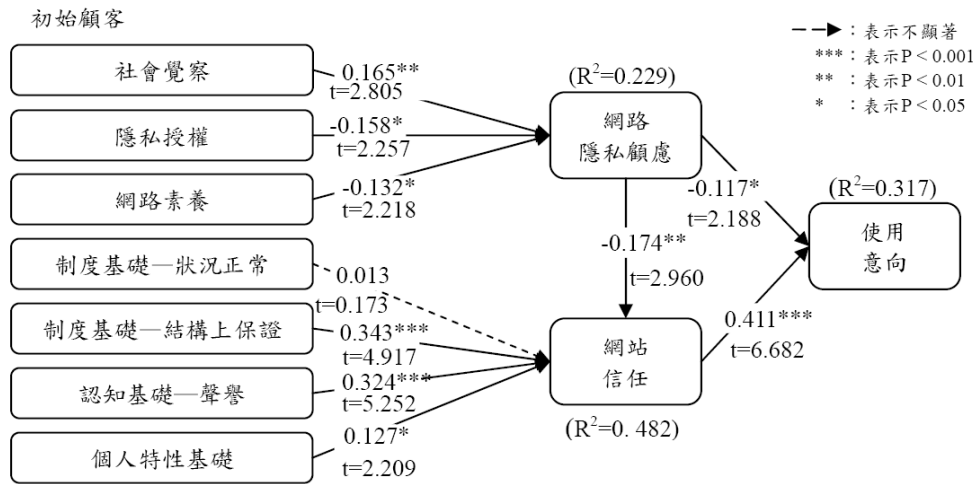 初始顧客
社會覺察
隱私授權
網路素養
制度基礎—狀況正常
制度基礎—結構上保證
認知基礎—聲譽
個人特性基礎
0.165**
t=2.805
-0.158*
t=2.257
-0.132*
t=2.218
0.013
t=0.173
0.343***
t=4.917
0.324***
t=5.252
0.127*
t=2.209
(R²=0.229)
網路
隱私顧慮
-0.174**
t=2.960
網站
信任
(R²=0. 482)
-0.117*
t=2.188
0.411***
t=6.682
(R²=0.317)
使用
意向
：表示不顯著
***：表示P < 0.001
**：表示P < 0.01
*：表示P < 0.05